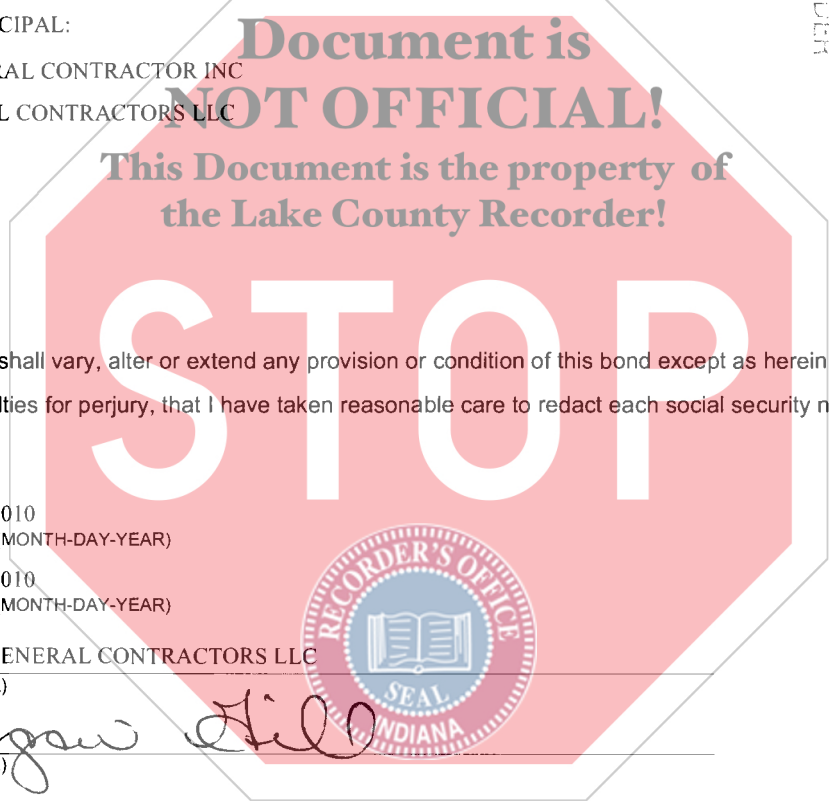 CIPAL:
Document is
RAL CONTRACTOR INC
L CONTRACTORS LLC
NOT OFFICIAL!
This Document is the property of
the Lake County Recorder!
STOP
shall vary, alter or extend any provision or condition of this bond except as herein
lties for perjury, that I have taken reasonable care to redact each social security n
010
MONTH-DAY-YEAR)
010
MONTH-DAY-YEAR)
RECORDER'S OFFICE
SEAL
INDIANA
ENERAL CONTRACTORS LLC
)
Gill
)